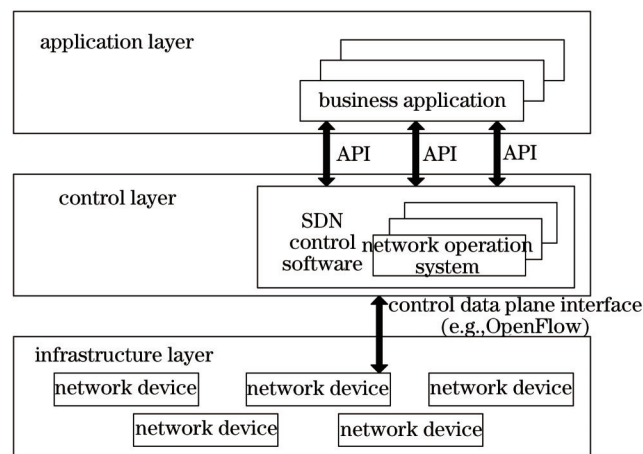 application layer
business application
API API API
control layer
SDN
control
software
network operation
system
control data plane interface
(e.g.,OpenFlow)
infrastructure layer
network device network device network device
network device network device